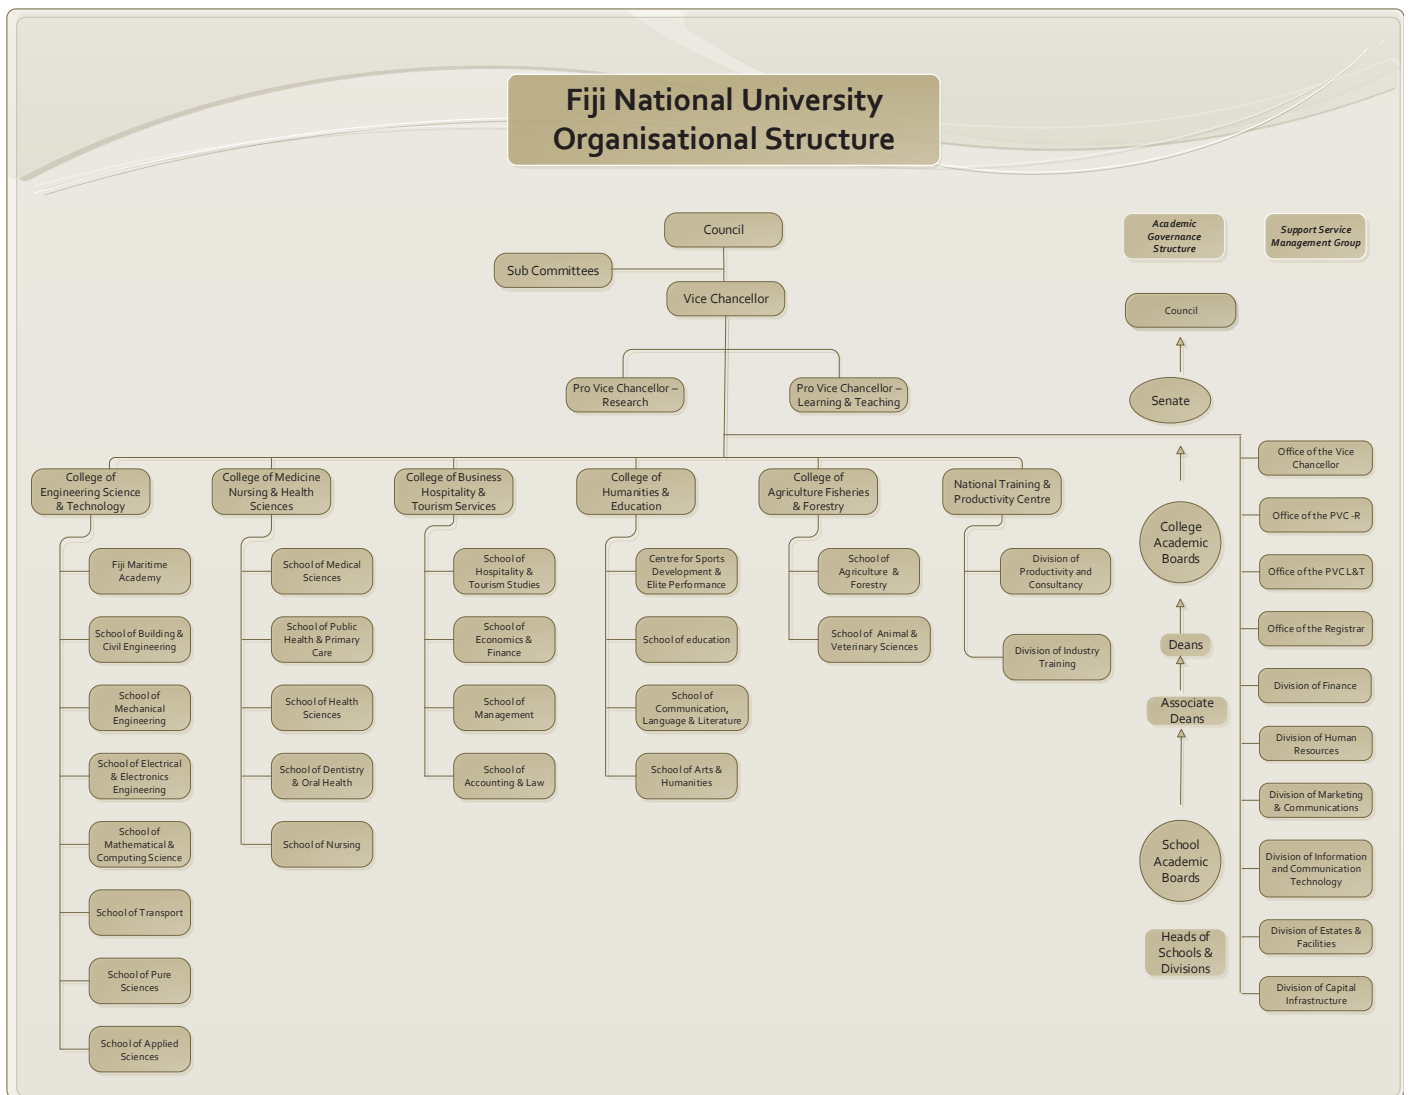 Fiji National University
Organisational Structure
Council
Sub Committees
Vice Chancellor
Pro Vice Chancellor –
Research
Pro Vice Chancellor –
Learning & Teaching
College of
Engineering Science
& Technology
Fiji Maritime
Academy
School of Building &
Civil Engineering
School of
Mechanical
Engineering
School of Electrical
& Electronics
Engineering
School of
Mathematical &
Computing Science
School of Transport
School of Pure
Sciences
School of Applied
Sciences
College of Medicine
Nursing & Health
Sciences
School of Medical
Sciences
School of Public
Health & Primary
Care
School of Health
Sciences
School of Dentistry
& Oral Health
School of Nursing
College of Business
Hospitality &
Tourism Services
School of
Hospitality &
Tourism Studies
School of
Economics &
Finance
School of
Management
School of
Accounting & Law
College of
Humanities &
Education
Centre for Sports
Development &
Elite Performance
School of education
School of
Communication,
Language & Literature
School of Arts &
Humanities
College of
Agriculture Fisheries
& Forestry
School of
Agriculture &
Forestry
School of Animal &
Veterinary Sciences
National Training &
Productivity Centre
Division of
Productivity and
Consultancy
Division of Industry
Training
Academic
Governance
Structure
Council
Senate
College
Academic
Boards
Deans
Associate
Deans
School
Academic
Boards
Heads of
Schools &
Divisions
Support Service
Management Group
Office of the Vice
Chancellor
Office of the PVC -R
Office of the PVC L&T
Office of the Registrar
Division of Finance
Division of Human
Resources
Division of Marketing
& Communications
Division of Information
and Communication
Technology
Division of Estates &
Facilities
Division of Capital
Infrastructure